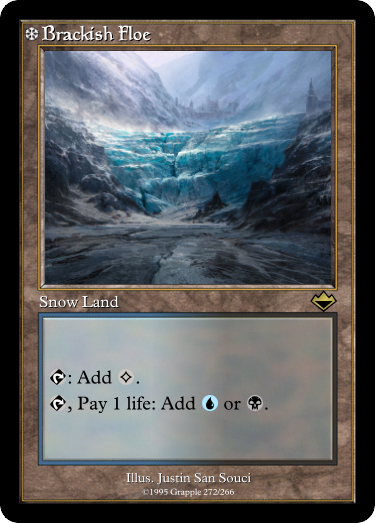 Brackish Floe
Snow Land
: Add .
, Pay 1 life: Add or .
Illus. Justin San Souci
©1995 Grapple 272/266